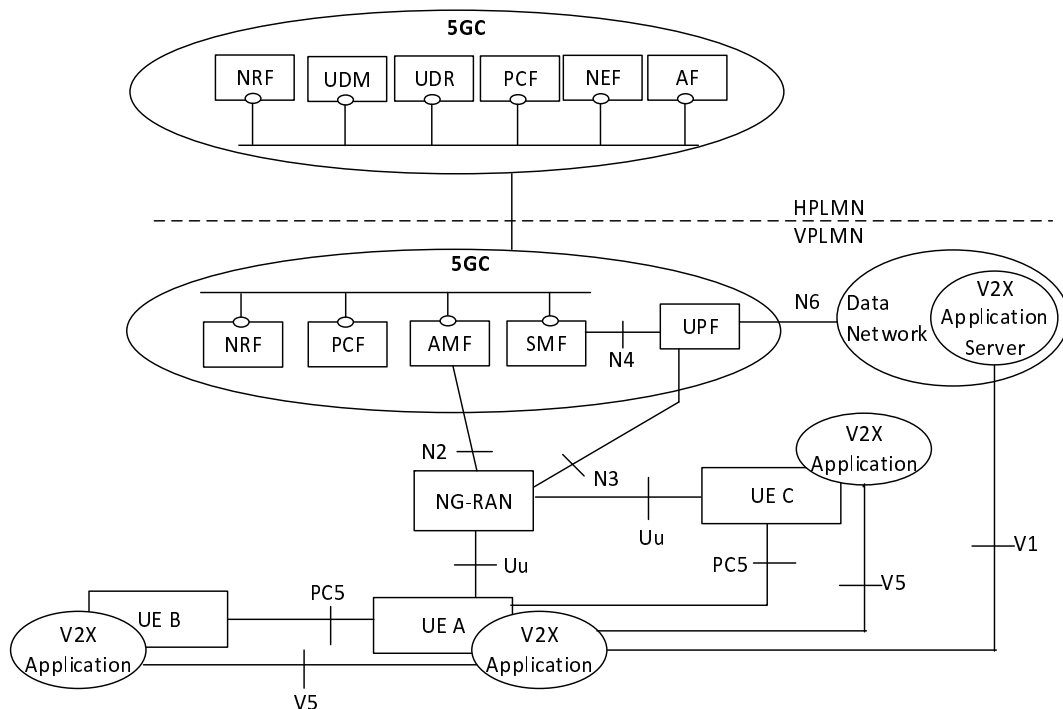 5GC
NRF
UDM
UDR
PCF
NEF
AF
HPLMN
VPLMN
5GC
NRF
PCF
AMF
SMF
N4
UPF
N6
Data
Network
V2X
Application
Server
N2
N3
NG-RAN
Uu
Uu
UE C
V2X
Application
PC5
V5
V1
UE B
V2X
Application
PC5
UE A
V2X
Application
V5